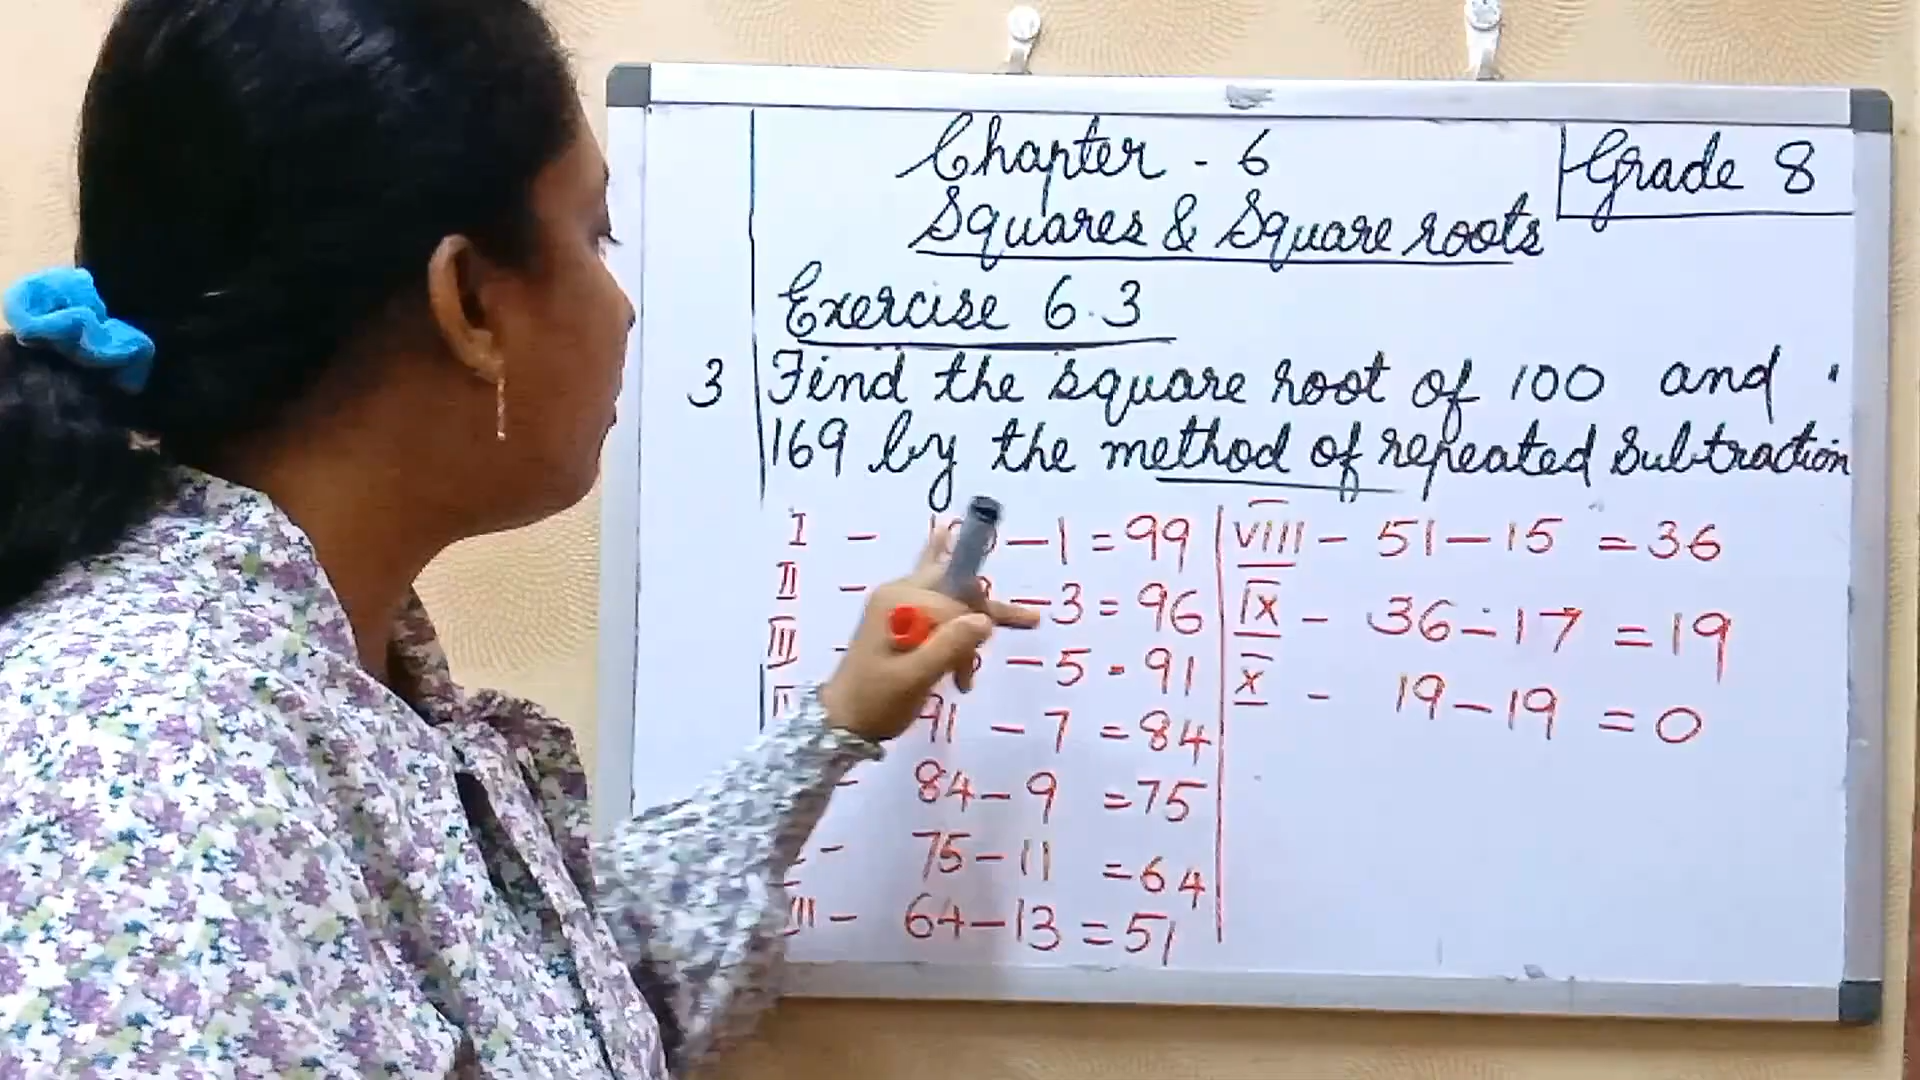 Chapter - 6
Grade 8
Squares & Square roots
Exercise 6.3
3 Find the square root of 100 and
169 by the method of repeated subtraction
I - – 1 = 99
II - – 3 = 96
III - – 5 = 91
91 – 7 = 84
- 84 – 9 = 75
- 75 – 11 = 64
- 64 – 13 = 51
VIII - 51 – 15 = 36
IX - 36 – 17 = 19
X - 19 – 19 = 0